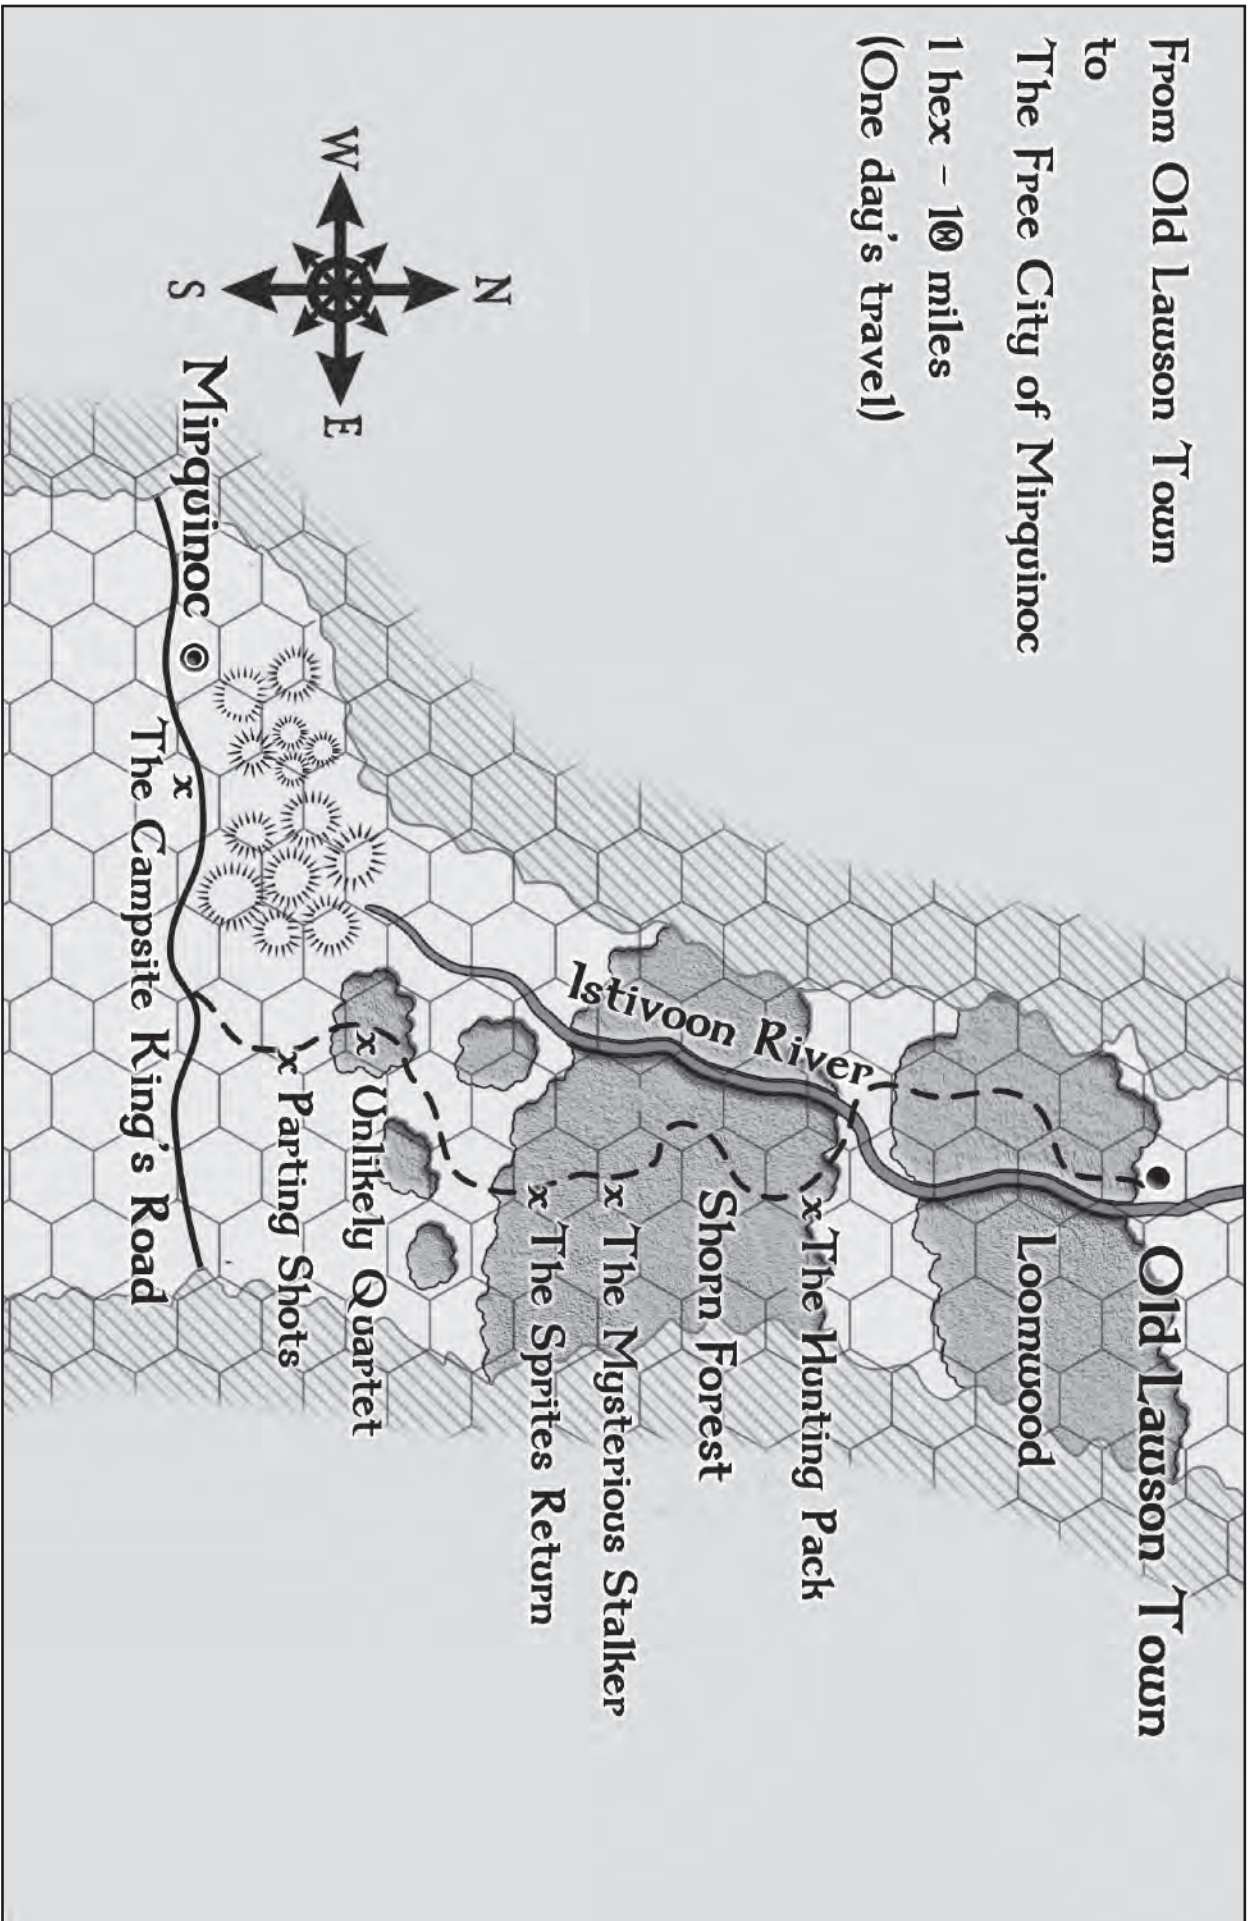 From Old Lawson Town
to
The Free City of Mirquinoc
1 hex - 10 miles
(One day's travel)
Old Lawson Town
Loomwood
Istivoon River
x The Hunting Pack
Shorn Forest
x The Mysterious Stalker
x The Sprites Return
x
Unlikely Quartet
x Parting Shots
N
W
E
S
Mirquinoc
x
The Campsite
King's Road